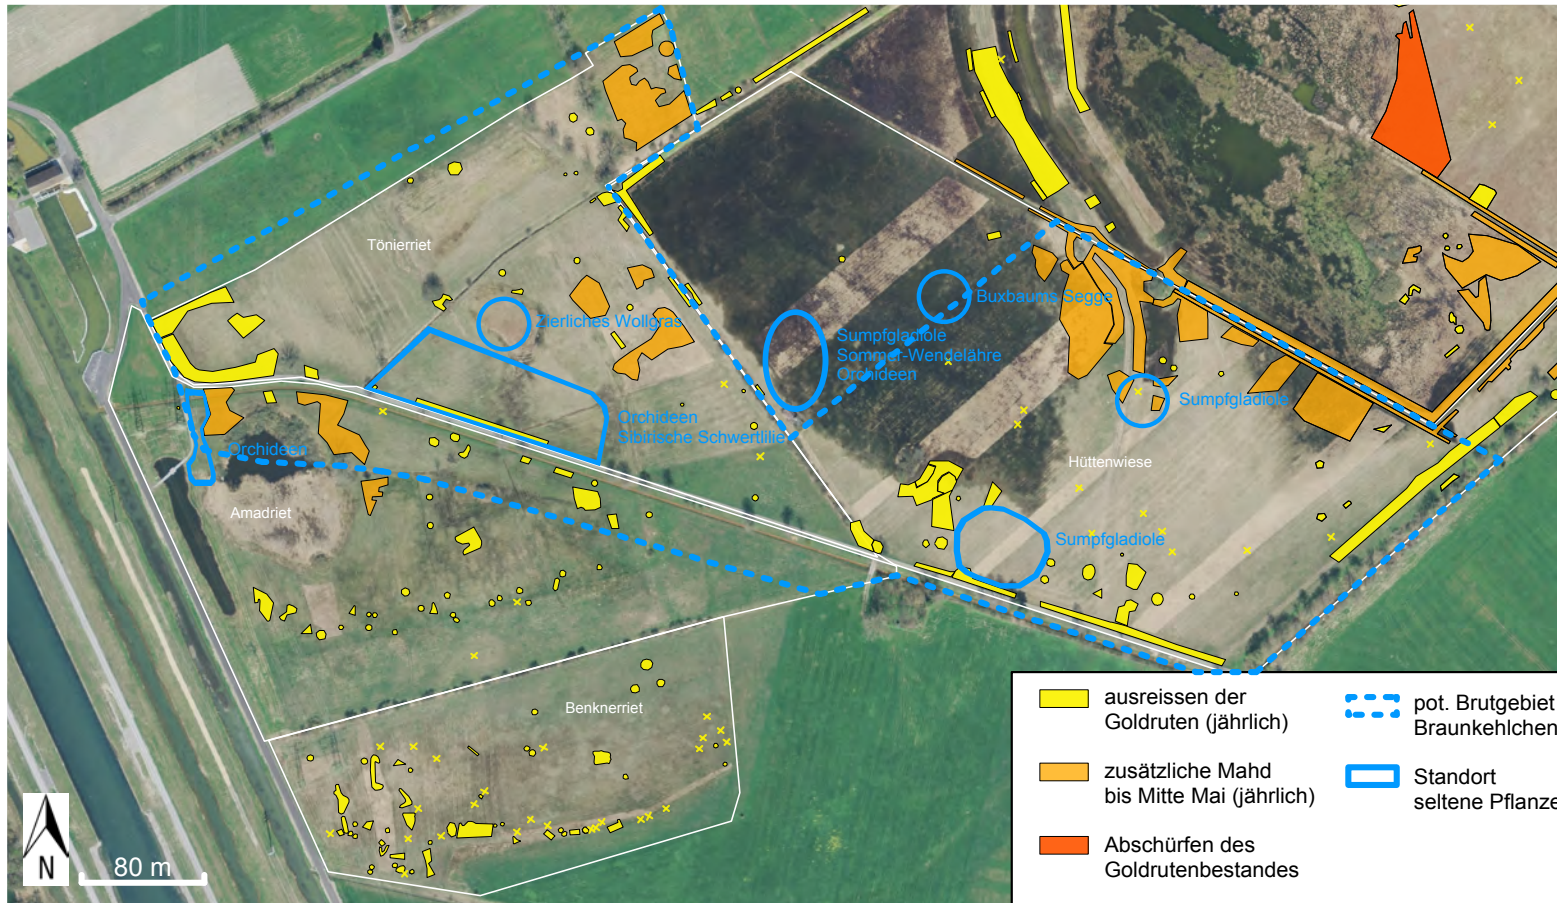 Tönierriet
Zierliches Wollgras
Buxbaums Segge
Sumpfgladiole
Sommer-Wendelähre
Orchideen
Sumpfgladiole
Orchideen
Sibirische Schwertlilie
Orchideen
Hüttenwiese
Amadriet
Sumpfgladiole
Benknerriet
ausreissen der
Goldruten (jährlich)
zusätzliche Mahd
bis Mitte Mai (jährlich)
Abschürfen des
Goldrutenbestandes
pot. Brutgebiet
Braunkehlchen
Standort
seltene Pflanze
N
80 m